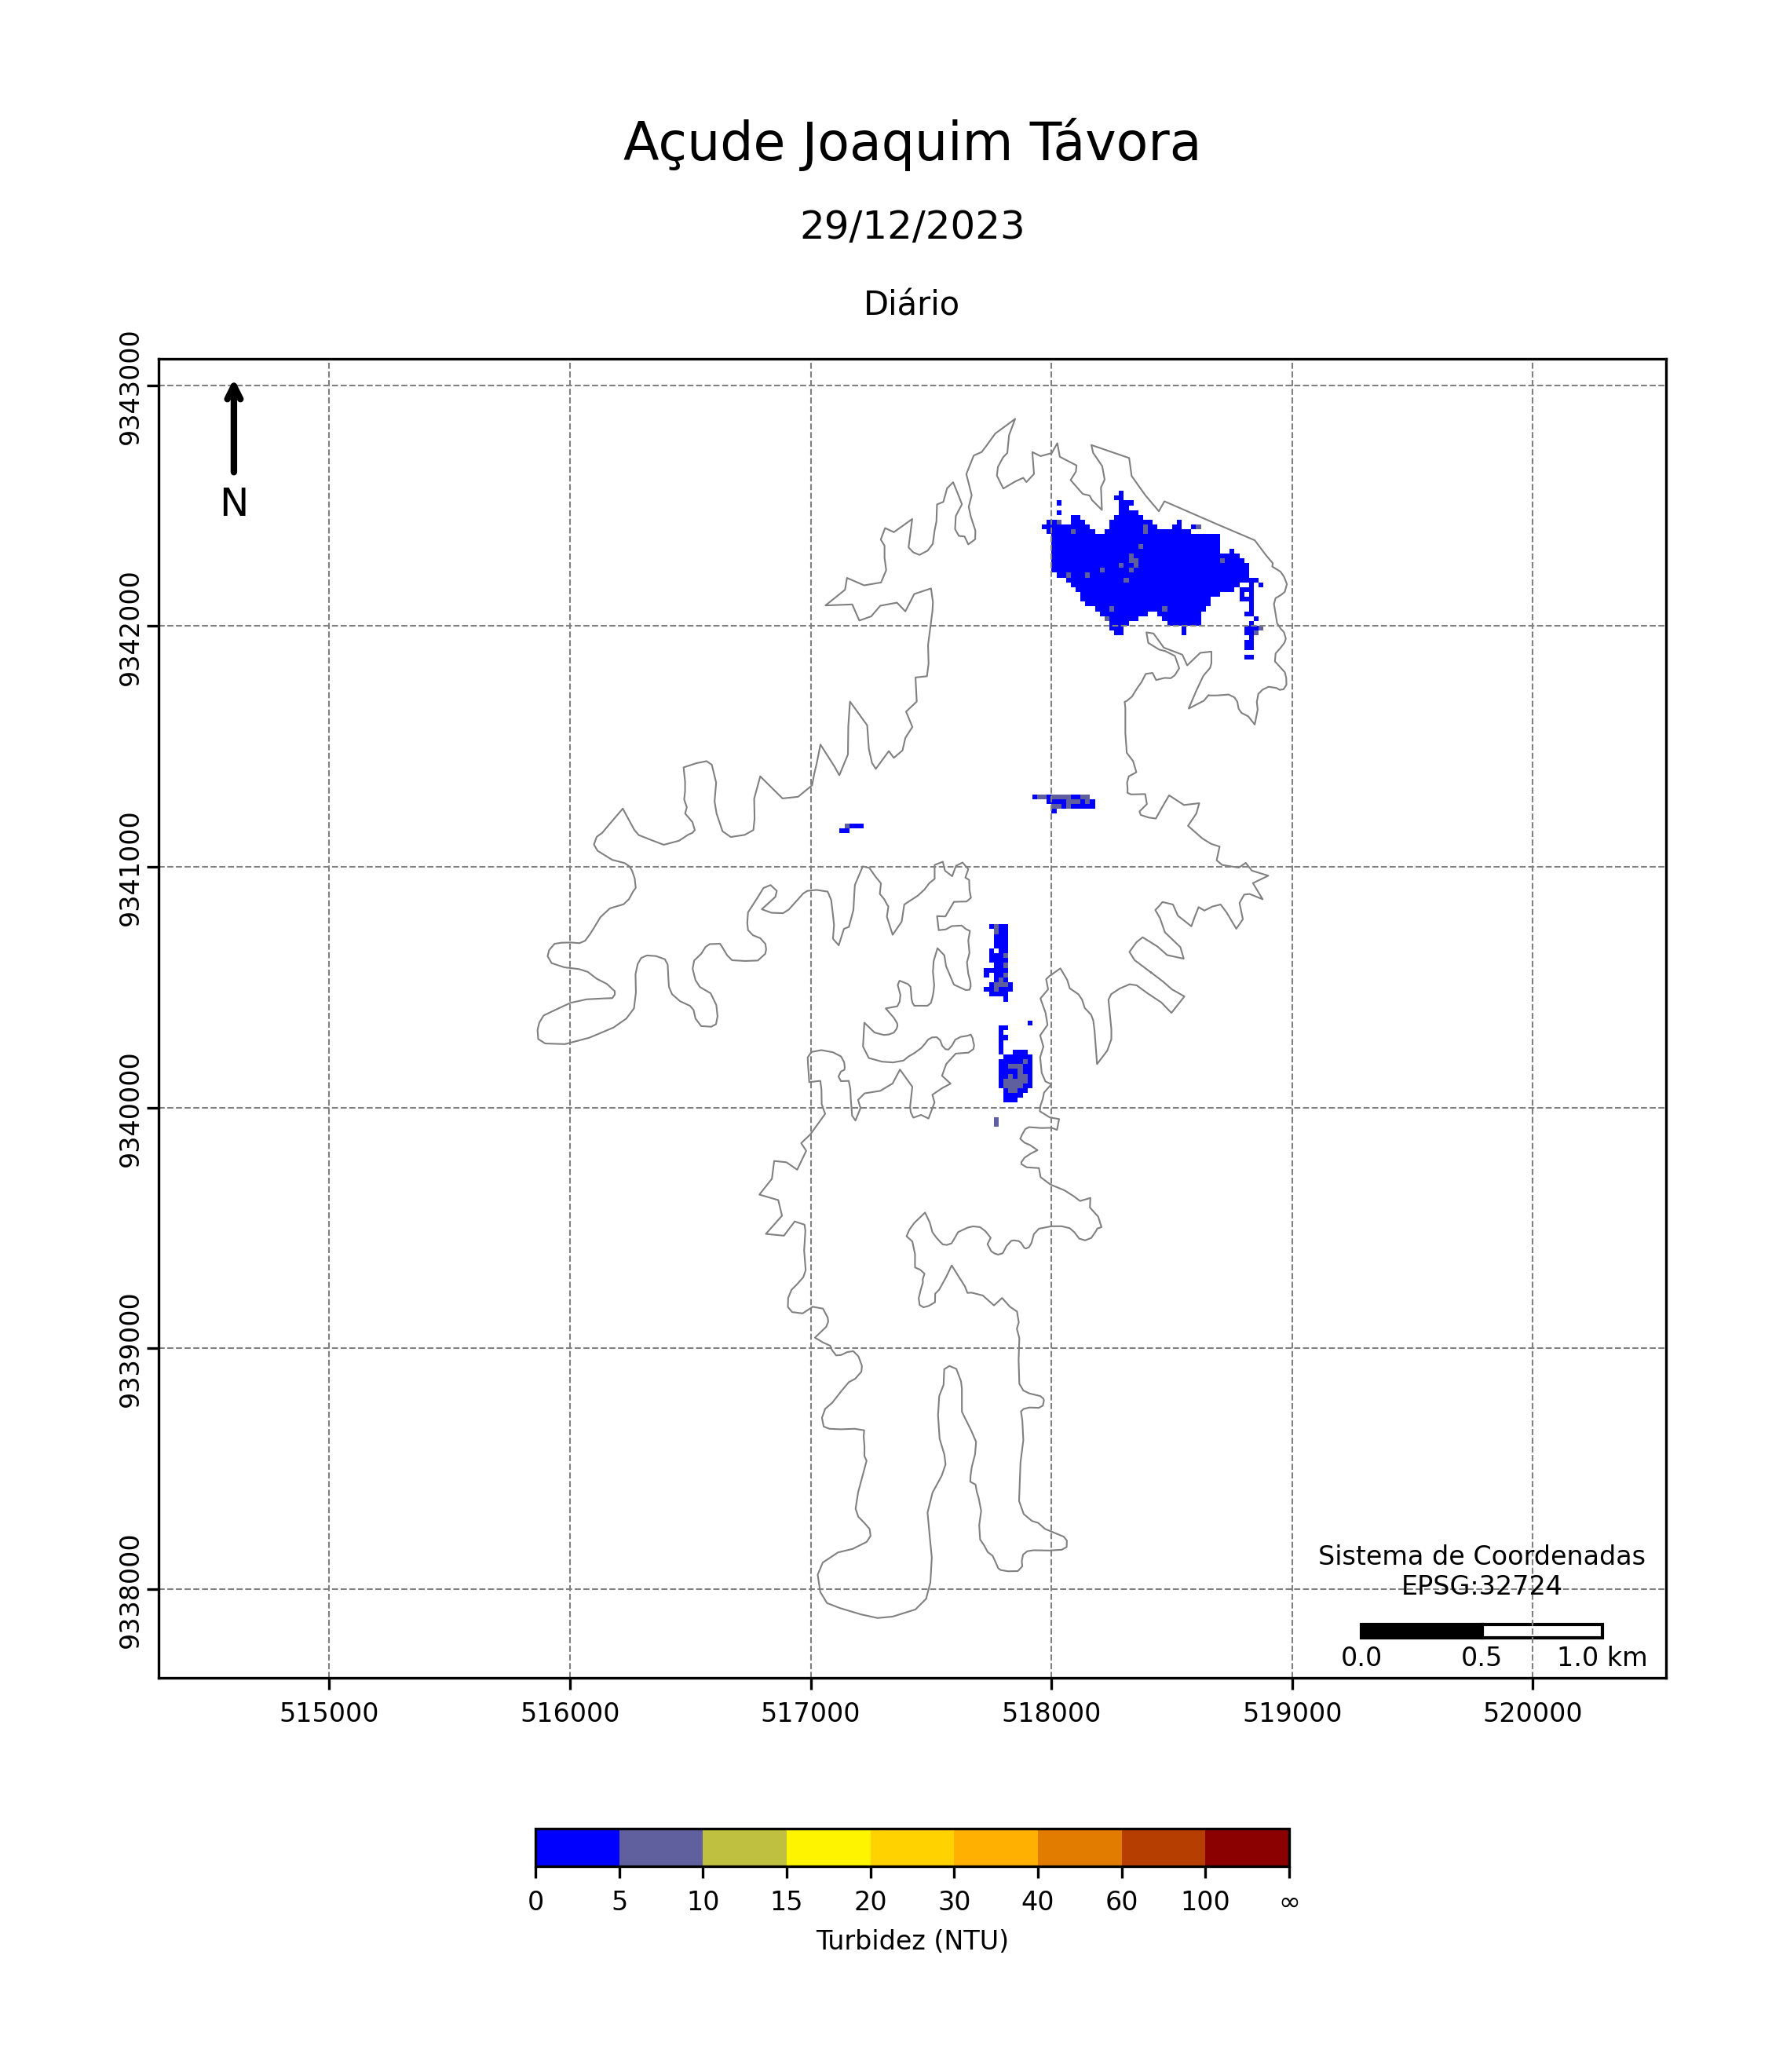 Açude Joaquim Távora
29/12/2023
Diário
9343000
9342000
9341000
9340000
9339000
9338000
N
Sistema de Coordenadas
EPSG:32724
0.0 0.5 1.0 km
515000 516000 517000 518000 519000 520000
0 5 10 15 20 30 40 60 100 ∞
Turbidez (NTU)